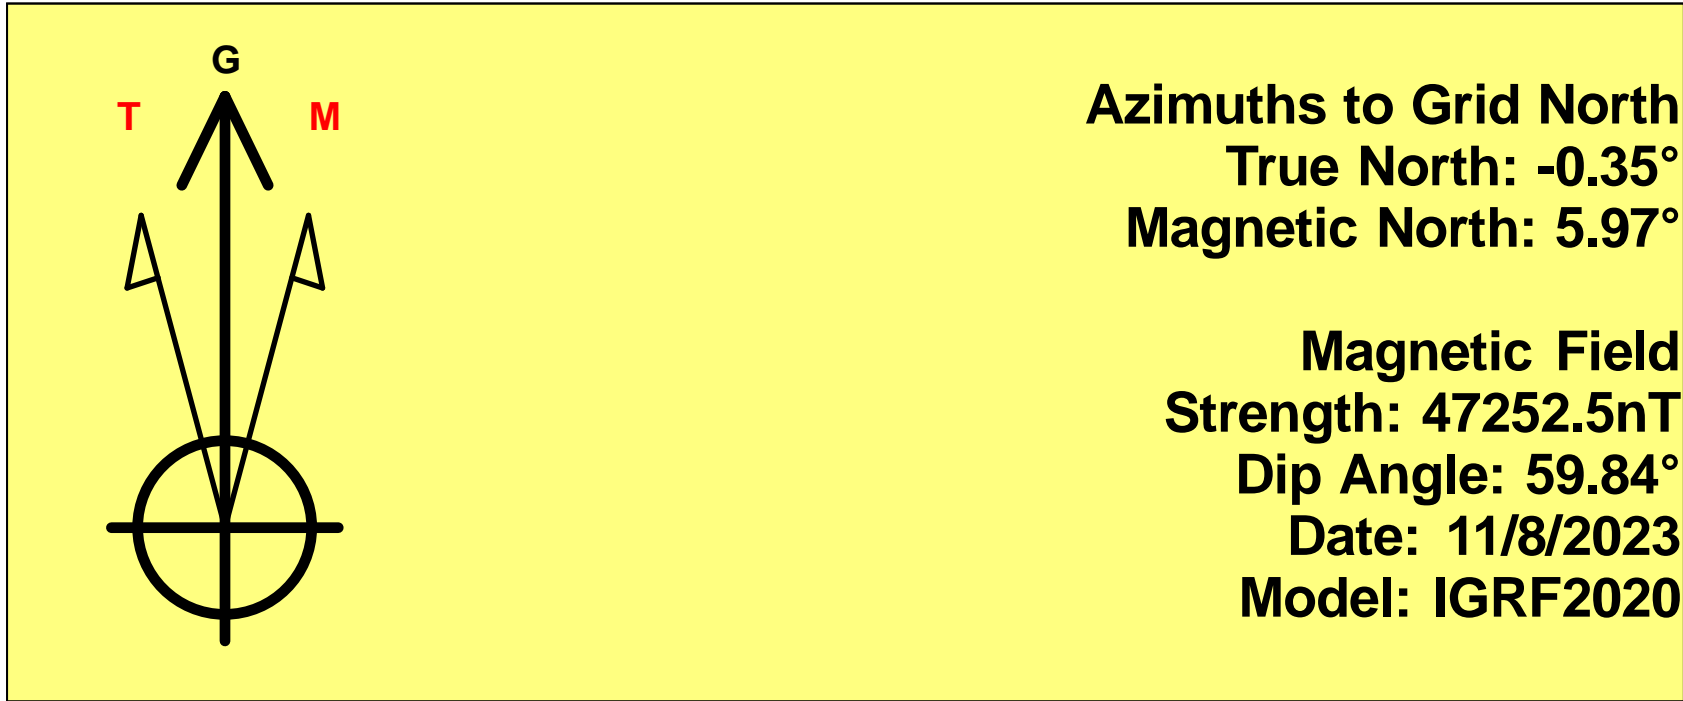 G
T M
Azimuths to Grid North
True North: -0.35°
Magnetic North: 5.97°
Magnetic Field
Strength: 47252.5nT
Dip Angle: 59.84°
Date: 11/8/2023
Model: IGRF2020